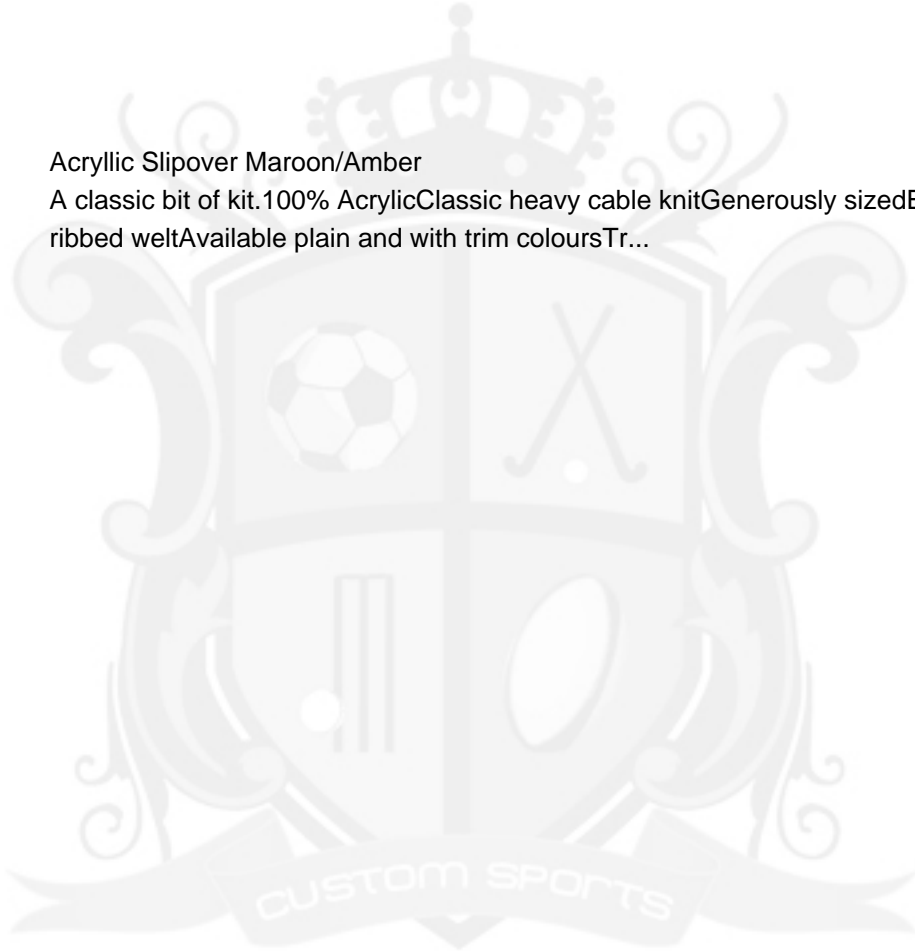 Acryllic Slipover Maroon/Amber
A classic bit of kit.100% AcrylicClassic heavy cable knitGenerously sizedE
ribbed weltAvailable plain and with trim coloursTr...
CUSTOM SPORTS